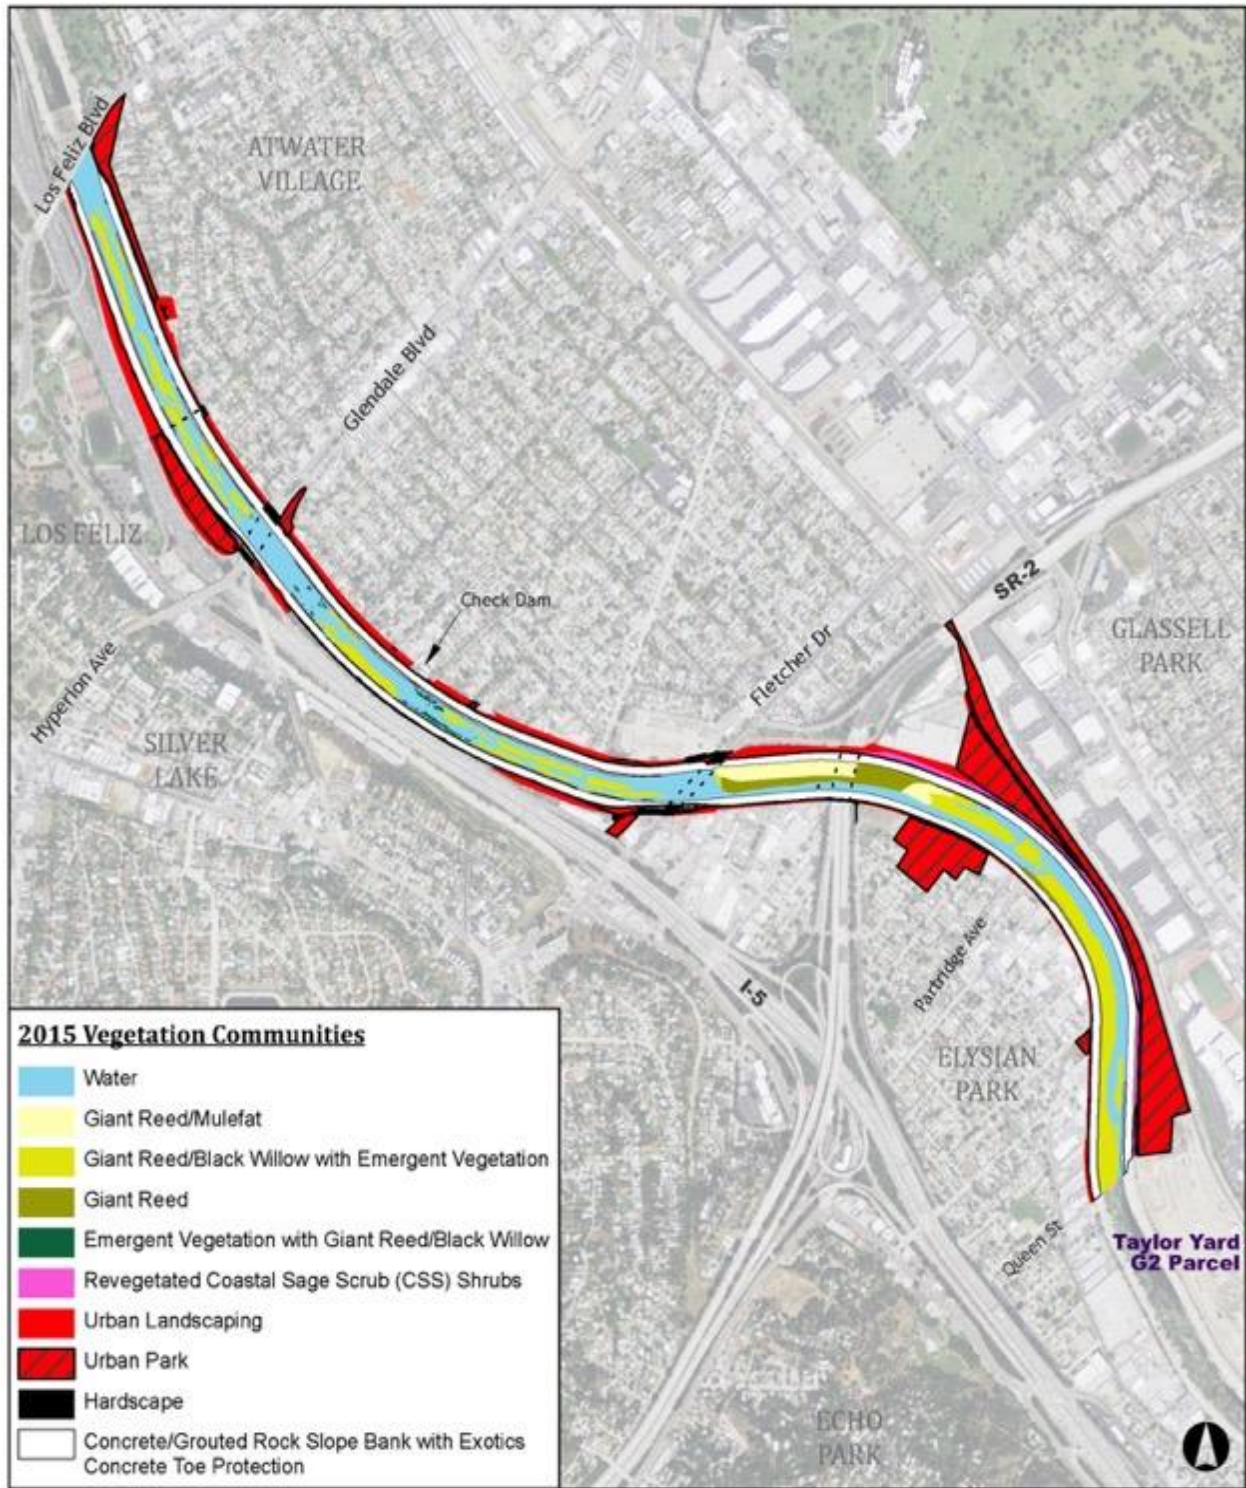 Los Feliz Blvd
ATWATER
VILLAGE
Glendale Blvd
LOS FELIZ
Check Dam
SR-2
GLASSELL
PARK
Fletcher Dr
Hyperion Ave
SILVER
LAKE
Partridge Ave
I-5
ELYSIAN
PARK
Queen St
Taylor Yard
G2 Parcel
ECHO
PARK
2015 Vegetation Communities
Water
Giant Reed/Mulefat
Giant Reed/Black Willow with Emergent Vegetation
Giant Reed
Emergent Vegetation with Giant Reed/Black Willow
Revegetated Coastal Sage Scrub (CSS) Shrubs
Urban Landscaping
Urban Park
Hardscape
Concrete/Grouted Rock Slope Bank with Exotics
Concrete Toe Protection